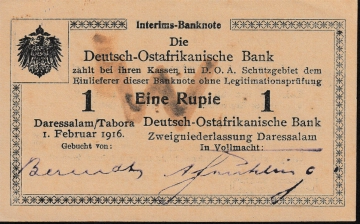 Interims-Banknote
Die
Deutsch-Ostafrikanische Bank
zahlt bei ihren Kassen im D. O. A. Schutzgebiet dem
Einlieferer dieser Banknote ohne Legitimationsprüfung
1 Eine Rupie 1
Daressalam/Tabora Deutsch-Ostafrikanische Bank
1. Februar 1916. Zweigniederlassung Daressalam
Gebucht von: In Vollmacht: